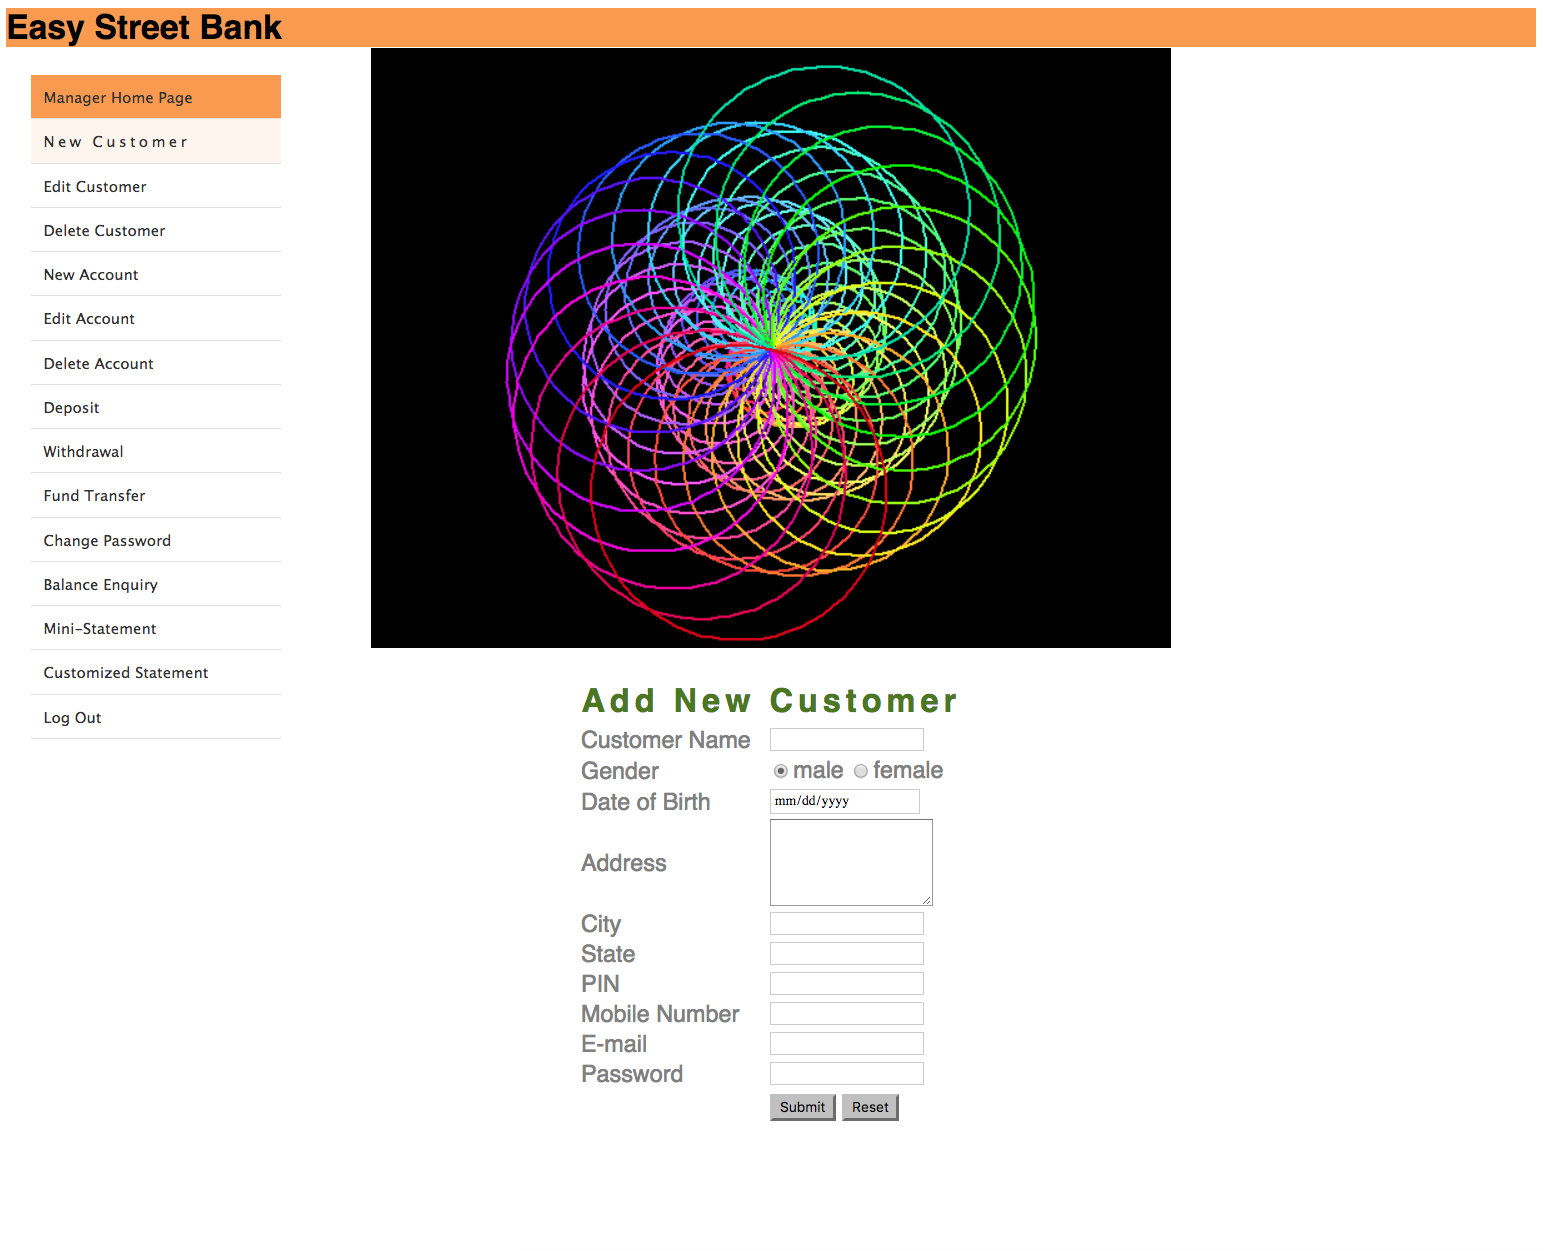 Easy Street Bank
Manager Home Page
New Customer
Edit Customer
Delete Customer
New Account
Edit Account
Delete Account
Deposit
Withdrawal
Fund Transfer
Change Password
Balance Enquiry
Mini-Statement
Customized Statement
Log Out
Add New Customer
Customer Name
Gender male female
Date of Birth mm/dd/yyyy
Address
City
State
PIN
Mobile Number
E-mail
Password
Submit Reset